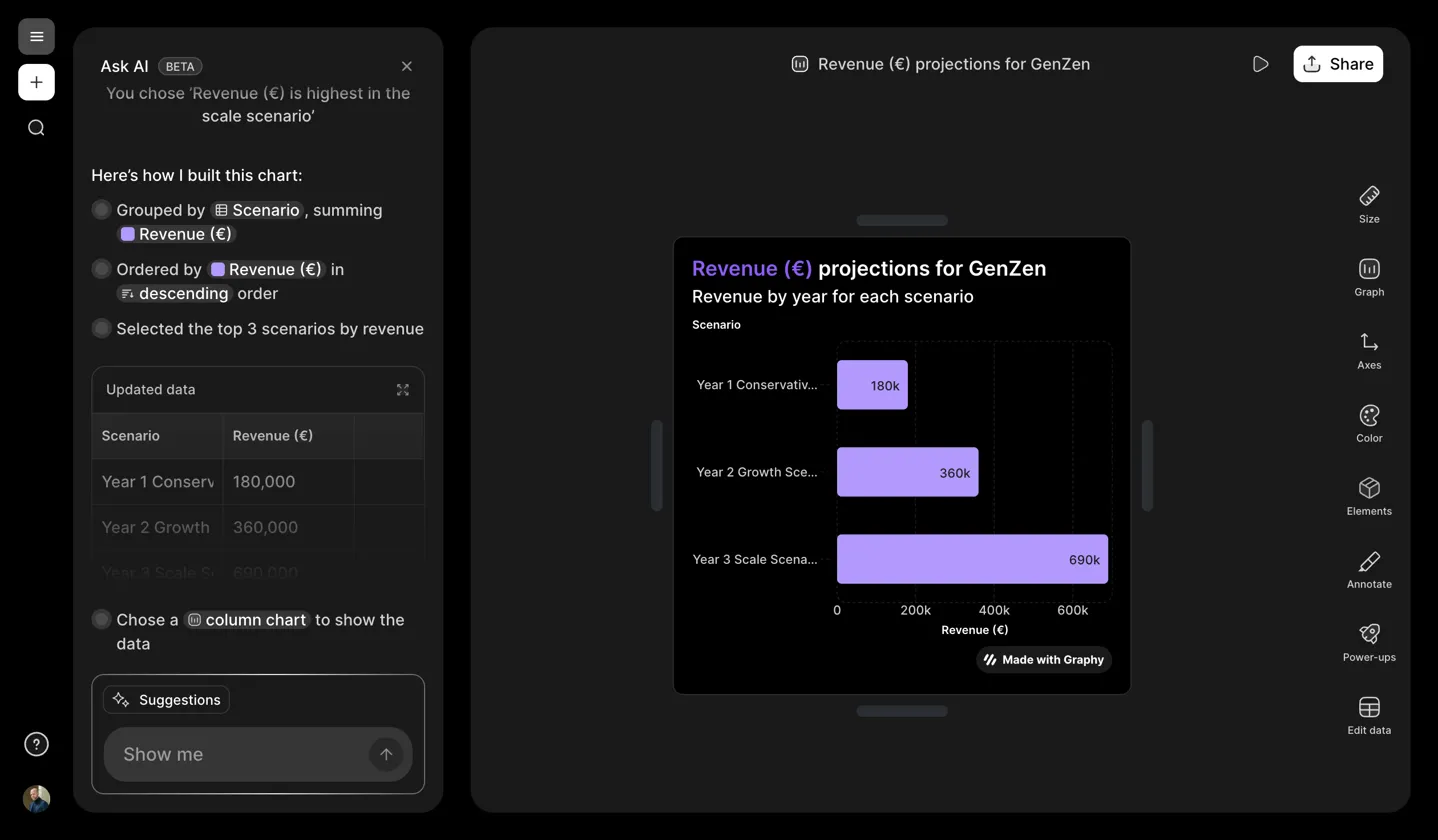 Ask AI BETA
You chose ‘Revenue (€) is highest in the
scale scenario’
Here’s how I built this chart:
Grouped by Scenario, summing
Revenue (€)
Ordered by Revenue (€) in
descending order
Selected the top 3 scenarios by revenue
Updated data
Scenario Revenue (€)
Year 1 Conserv 180,000
Year 2 Growth 360,000
Year 3 Scale Sc 690,000
Chose a column chart to show the
data
Suggestions
Show me
Revenue (€) projections for GenZen
Share
Revenue (€) projections for GenZen
Revenue by year for each scenario
Scenario
Year 1 Conservativ... 180k
Year 2 Growth Sce... 360k
Year 3 Scale Scena... 690k
0 200k 400k 600k
Revenue (€)
Made with Graphy
Size
Graph
Axes
Color
Elements
Annotate
Power-ups
Edit data